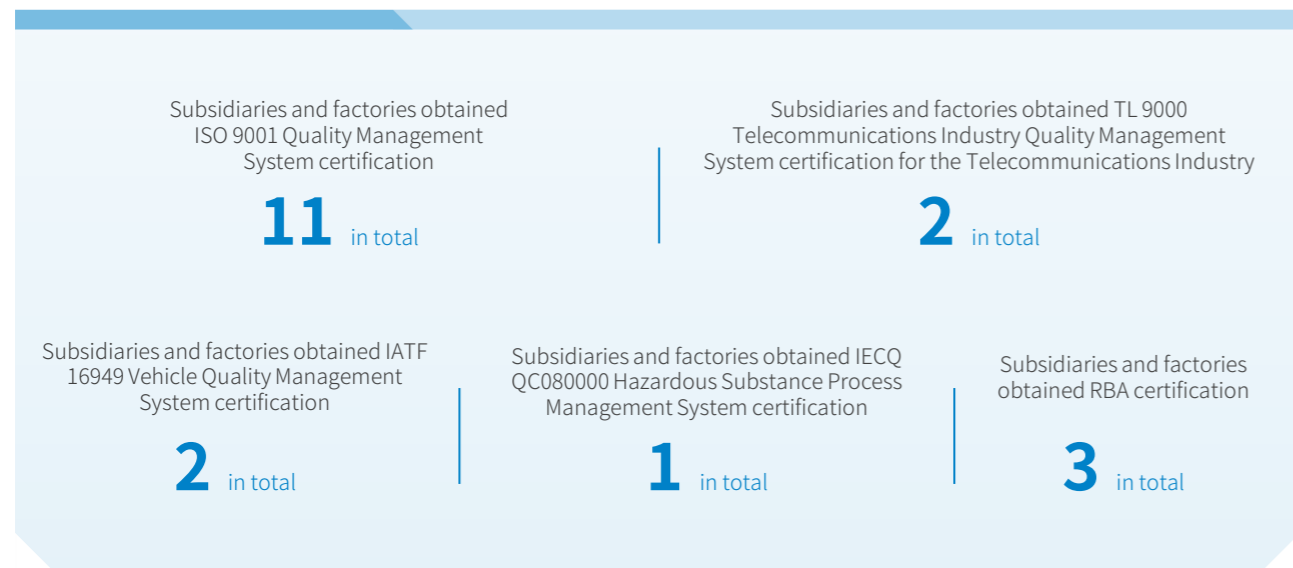 Subsidiaries and factories obtained
ISO 9001 Quality Management
System certification
11 in total
Subsidiaries and factories obtained TL 9000
Telecommunications Industry Quality Management
System certification for the Telecommunications Industry
2 in total
Subsidiaries and factories obtained IATF
16949 Vehicle Quality Management
System certification
2 in total
Subsidiaries and factories obtained IECQ
QC080000 Hazardous Substance Process
Management System certification
1 in total
Subsidiaries and factories
obtained RBA certification
3 in total